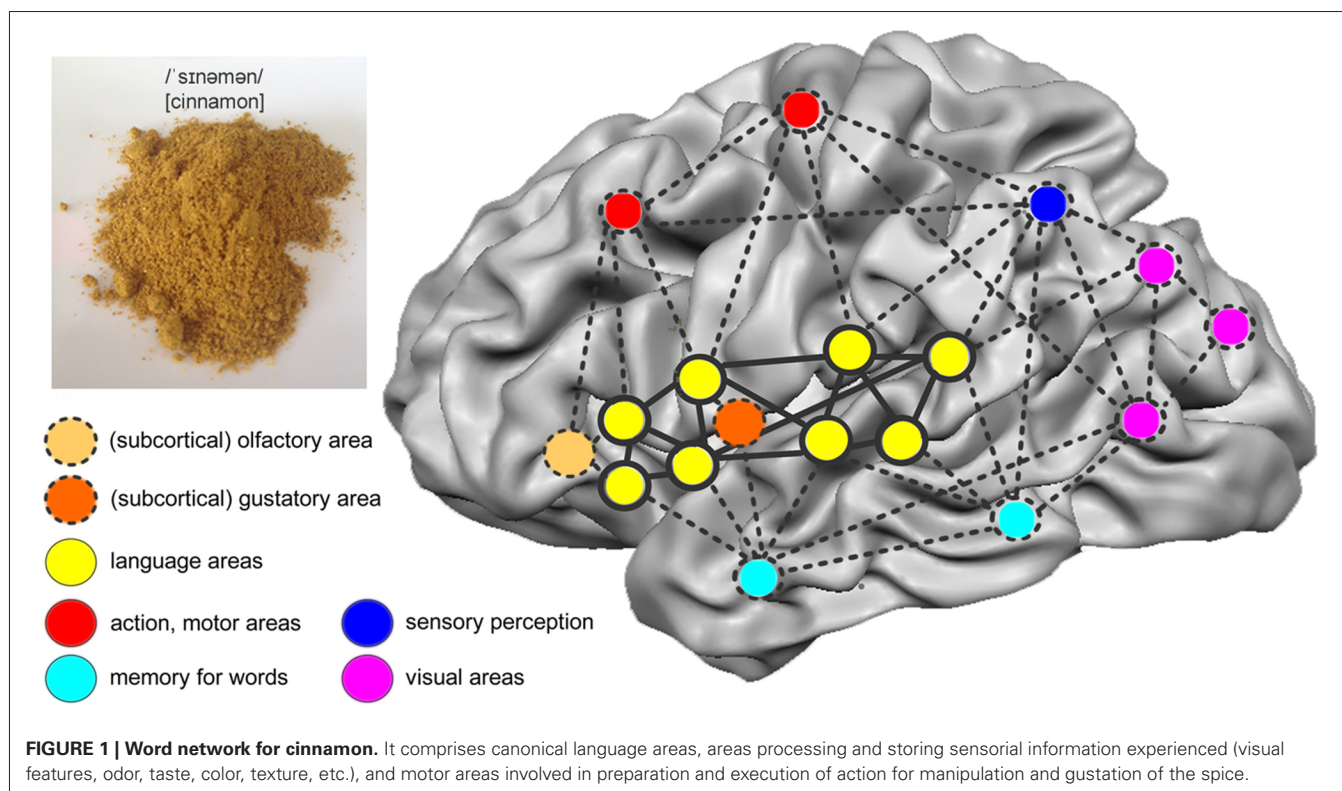 /ˈsɪnəmən/
[cinnamon]
(subcortical) olfactory area
(subcortical) gustatory area
language areas
action, motor areas
sensory perception
memory for words
visual areas
FIGURE 1 | Word network for cinnamon. It comprises canonical language areas, areas processing and storing sensorial information experienced (visual
features, odor, taste, color, texture, etc.), and motor areas involved in preparation and execution of action for manipulation and gustation of the spice.